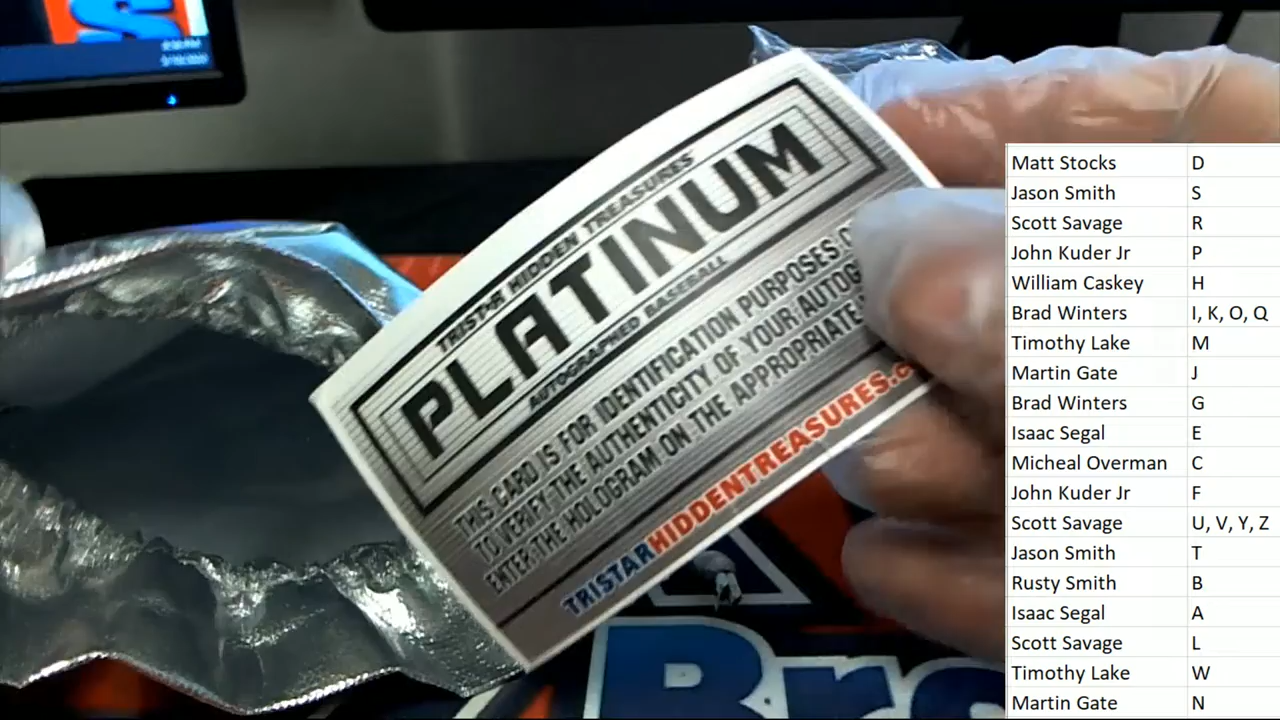 S
TRISTAR HIDDEN TREASURES
PLATINUM
AUTOGRAPHED BASEBALL
THIS CARD IS FOR IDENTIFICATION PURPOSES
TO VERIFY THE AUTHENTICITY OF YOUR
ENTER THE HOLOGRAM ON THE APPROPRIATE
TRISTARHIDDENTREASURES.
Bre
Matt Stocks D
Jason Smith S
Scott Savage R
John Kuder Jr P
William Caskey H
Brad Winters I, K, O, Q
Timothy Lake M
Martin Gate J
Brad Winters G
Isaac Segal E
Micheal Overman C
John Kuder Jr F
Scott Savage U, V, Y, Z
Jason Smith T
Rusty Smith B
Isaac Segal A
Scott Savage L
Timothy Lake W
Martin Gate N